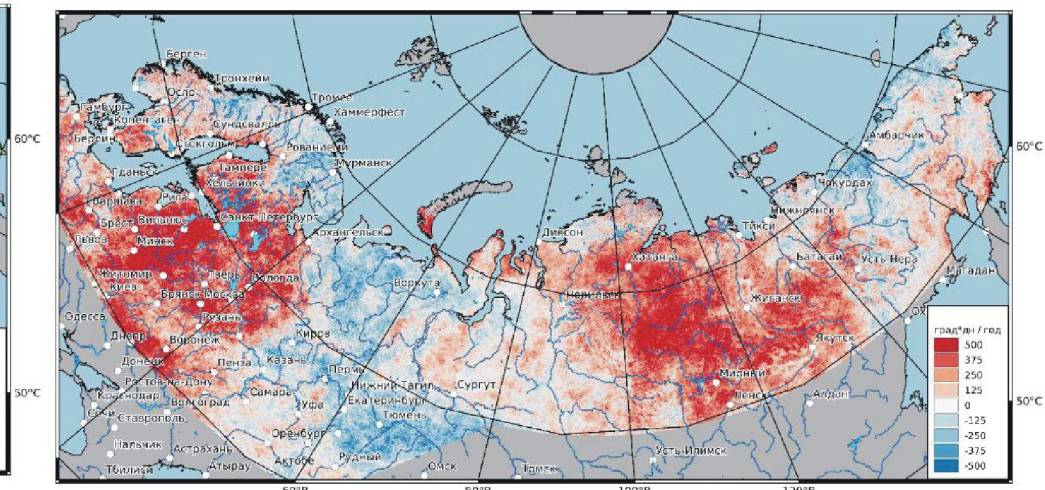 Берген
Тронхейм
Осло
Тромсё
Хаммерфест
Гамбург
Копенгаген
Сундсвалль
Берлин
Стокгольм
Рованиеми
Мурманск
60°С
60°С
Амбарчик
Гданьск
Тампере
Хельсинки
Чокурдах
Варшава
Рига
Нижнеянск
Брест
Вильнюс
Санкт-Петербург
Архангельск
Диксон
Тикси
Львов
Минск
Хатанга
Батагай
Усть-Нера
Магадан
Житомир
Тверь
Вологда
Воркута
Киев
Норильск
Жиганск
Брянск
Москва
Одесса
Рязань
Днепр
Воронеж
Киров
Якутск
Донецк
Пенза
Казань
Пермь
Мирный
Ростов-на-Дону
Нижний Тагил
Сургут
Краснодар
Волгоград
Самара
Уфа
Екатеринбург
Ленск
Алдан
50°С
50°С
Сочи
Ставрополь
Тюмень
Оренбург
Нальчик
Астрахань
Актобе
Рудный
Усть-Илимск
Тбилиси
Атырау
Омск
Томск
град*дн / год
500
375
250
125
0
-125
-250
-375
-500